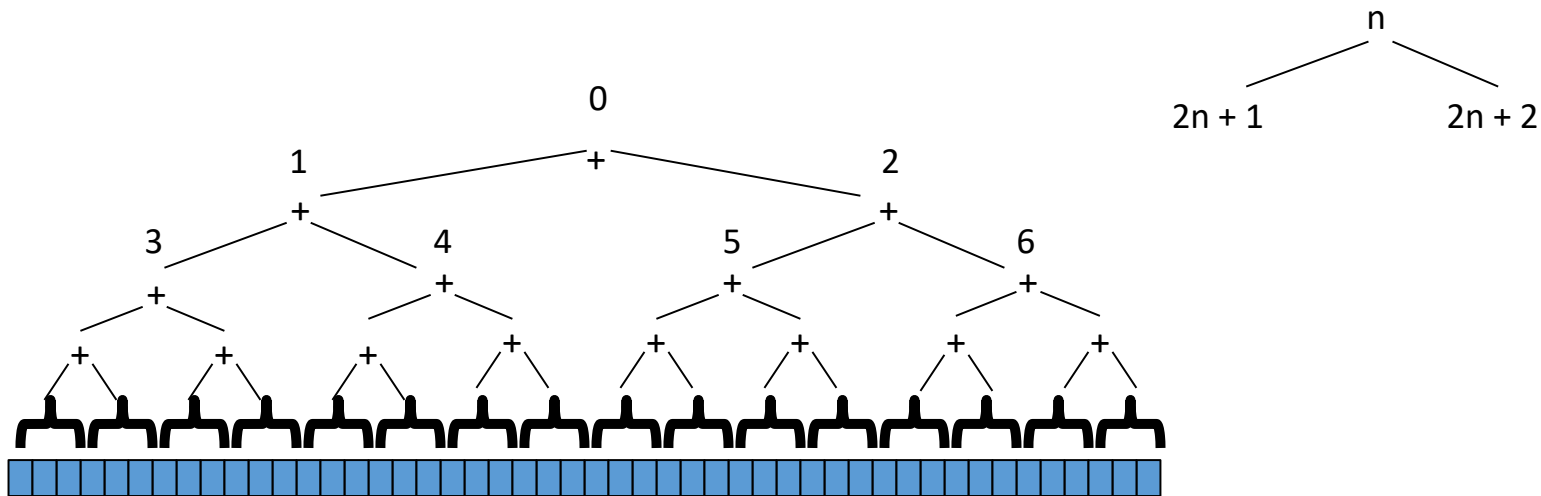 n
2n + 1 2n + 2
0
+
1 2
+ +
3 4 5 6
+ + + +
+ + + + + + + +